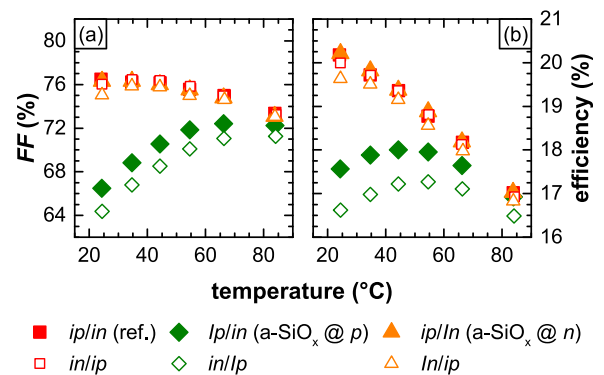 (a)
(b)
80
76
72
68
64
FF (%)
21
20
19
18
17
16
efficiency (%)
20 40 60 80 20 40 60 80
temperature (°C)
ip/in (ref.) Ip/in (a-SiOₓ @ p) ip/In (a-SiOₓ @ n)
in/ip in/Ip In/ip